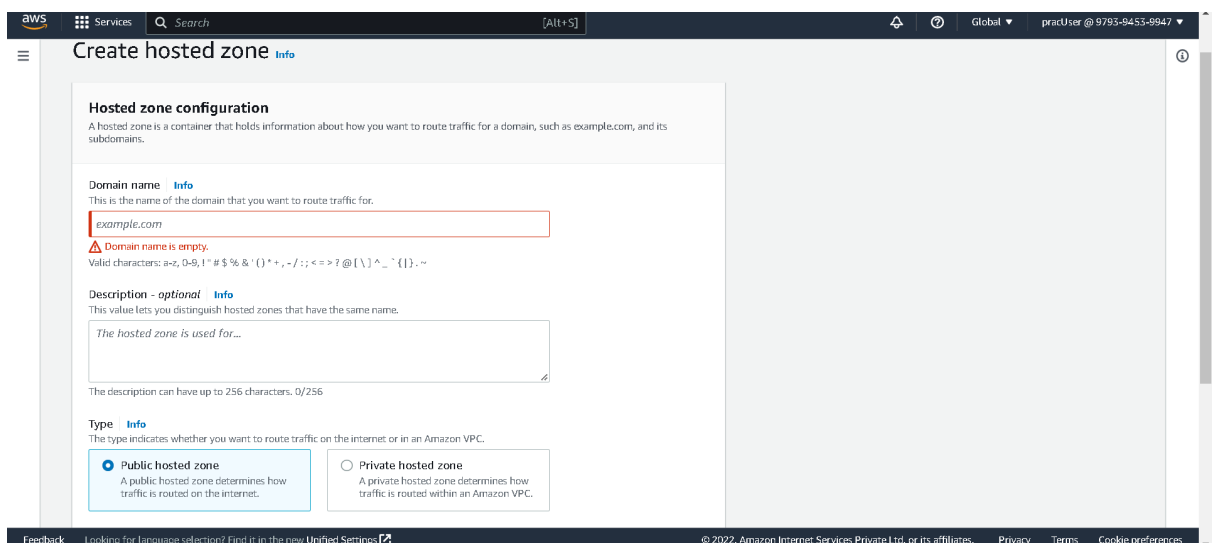 aws
Services
Search
[Alt+S]
Global ▼
pracUser @ 9793-9453-9947 ▼
Create hosted zone Info
Hosted zone configuration
A hosted zone is a container that holds information about how you want to route traffic for a domain, such as example.com, and its
subdomains.
Domain name Info
This is the name of the domain that you want to route traffic for.
example.com
Domain name is empty.
Valid characters: a-z, 0-9, ! " # $ % & ' ( ) * + , - / : ; < = > ? @ [ \ ] ^ _ ` { | } . ~
Description - optional Info
This value lets you distinguish hosted zones that have the same name.
The hosted zone is used for...
The description can have up to 256 characters. 0/256
Type Info
The type indicates whether you want to route traffic on the internet or in an Amazon VPC.
Public hosted zone
A public hosted zone determines how
traffic is routed on the internet.
Private hosted zone
A private hosted zone determines how
traffic is routed within an Amazon VPC.
Feedback
Looking for language selection? Find it in the new Unified Settings
© 2022, Amazon Internet Services Private Ltd. or its affiliates.
Privacy
Terms
Cookie preferences